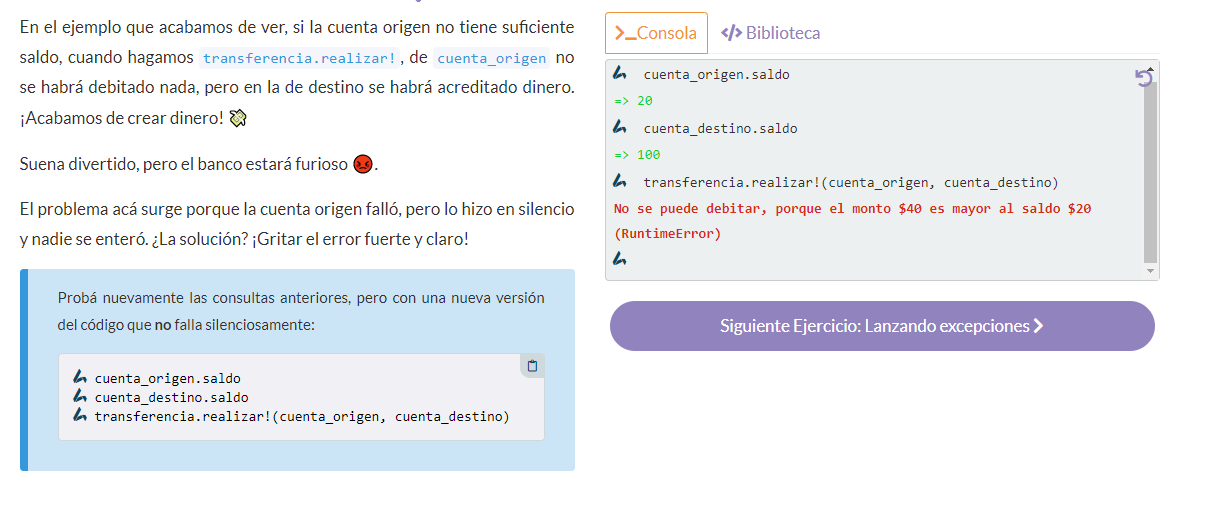 En el ejemplo que acabamos de ver, si la cuenta origen no tiene suficiente
saldo, cuando hagamos transferencia.realizar! , de cuenta_origen no
se habrá debitado nada, pero en la de destino se habrá acreditado dinero.
¡Acabamos de crear dinero! 💸
Suena divertido, pero el banco estará furioso 😡.
El problema acá surge porque la cuenta origen falló, pero lo hizo en silencio
y nadie se enteró. ¿La solución? ¡Gritar el error fuerte y claro!
Probá nuevamente las consultas anteriores, pero con una nueva versión
del código que no falla silenciosamente:
cuenta_origen.saldo
cuenta_destino.saldo
transferencia.realizar!(cuenta_origen, cuenta_destino)
>_Consola
</> Biblioteca
cuenta_origen.saldo
=> 20
cuenta_destino.saldo
=> 100
transferencia.realizar!(cuenta_origen, cuenta_destino)
No se puede debitar, porque el monto $40 es mayor al saldo $20
(RuntimeError)
Siguiente Ejercicio: Lanzando excepciones >